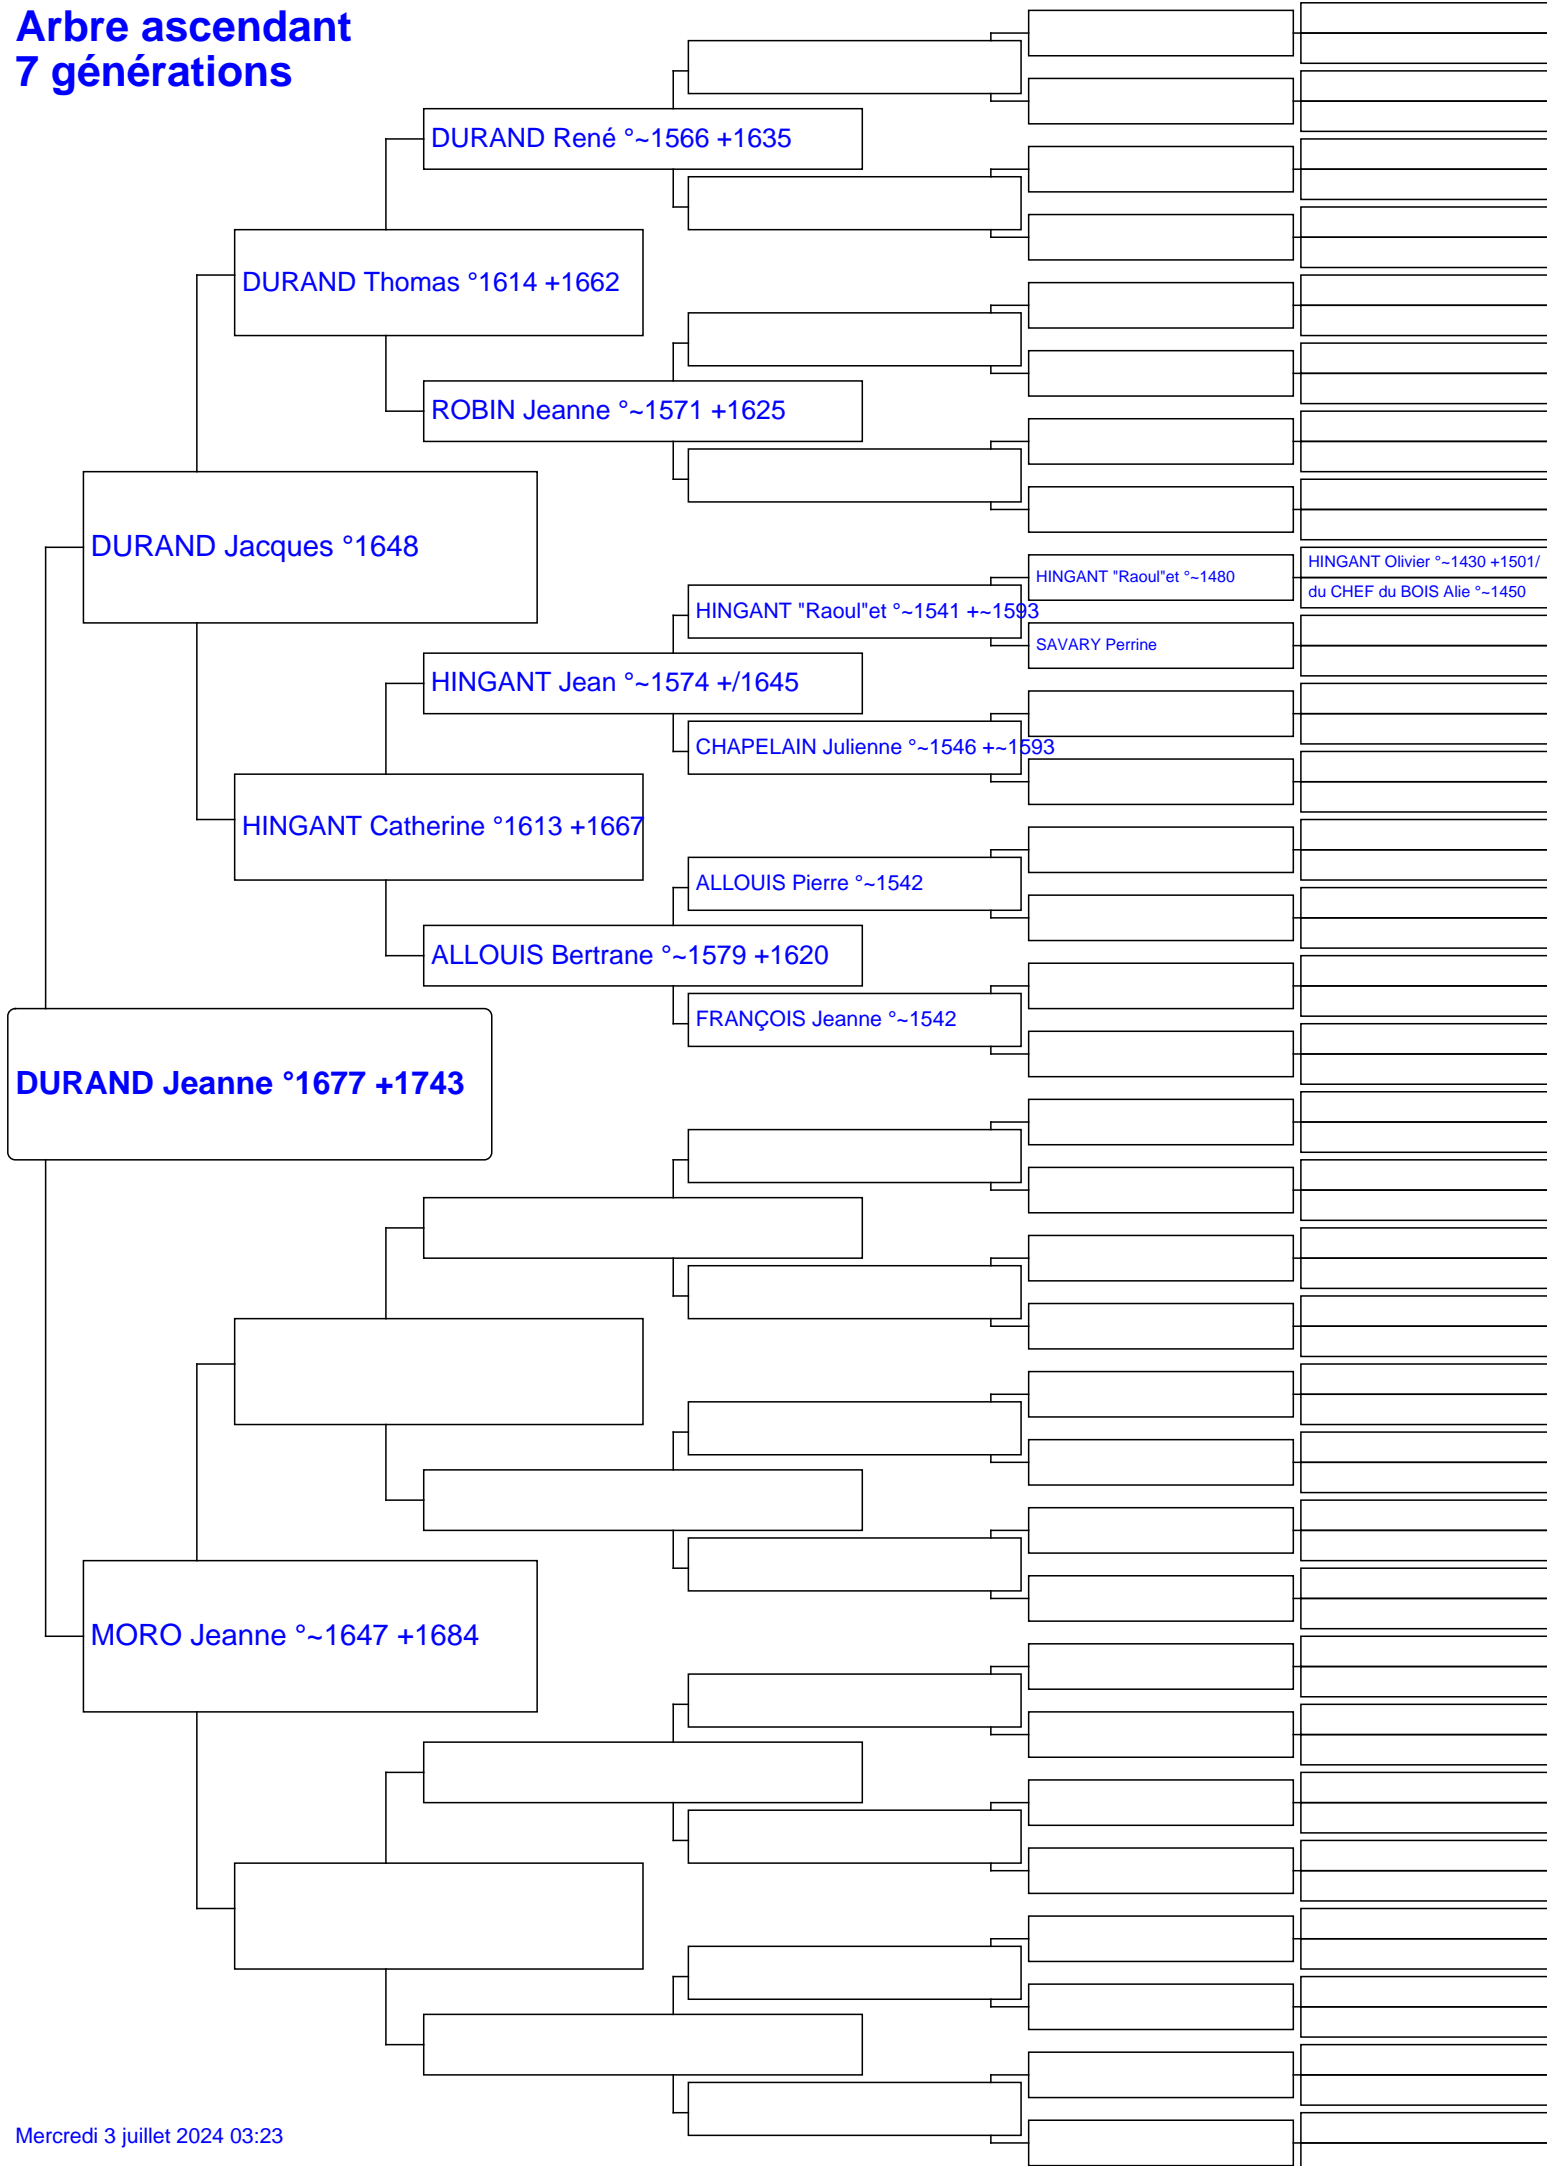 Arbre ascendant
7 générations
DURAND René °~1566 +1635
DURAND Thomas °1614 +1662
ROBIN Jeanne °~1571 +1625
DURAND Jacques °1648
HINGANT "Raoul"et °~1480
HINGANT Olivier °~1430 +1501/
du CHEF du BOIS Alie °~1450
HINGANT "Raoul"et °~1541 +~1593
SAVARY Perrine
HINGANT Jean °~1574 +/1645
CHAPELAIN Julienne °~1546 +~1593
HINGANT Catherine °1613 +1667
ALLOUIS Pierre °~1542
ALLOUIS Bertrane °~1579 +1620
FRANÇOIS Jeanne °~1542
DURAND Jeanne °1677 +1743
MORO Jeanne °~1647 +1684
Mercredi 3 juillet 2024 03:23